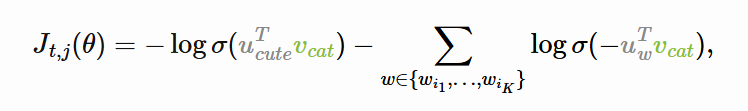 J_{t,j}(θ) = − log σ(u_{cute}^T v_{cat}) − ∑_{w∈{w_{i_1},…,w_{i_K}}} log σ(−u_w^T v_{cat}),